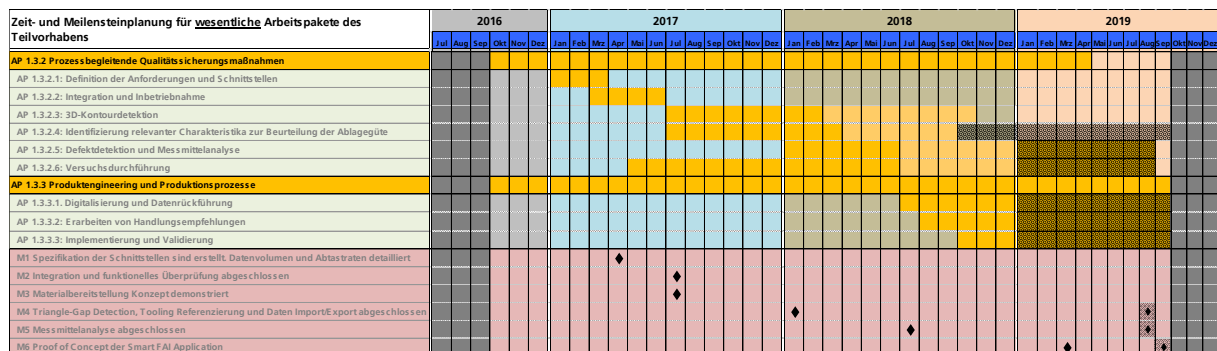 Zeit- und Meilensteinplanung für wesentliche Arbeitspakete des
Teilvorhabens
2016 2017 2018 2019
Jul Aug Sep Okt Nov Dez Jan Feb Mrz Apr Mai Jun Jul Aug Sep Okt Nov Dez Jan Feb Mrz Apr Mai Jun Jul Aug Sep Okt Nov Dez Jan Feb Mrz Apr Mai Jun Jul Aug Sep Okt Nov Dez
AP 1.3.2 Prozessbegleitende Qualitätssicherungsmaßnahmen
AP 1.3.2.1: Definition der Anforderungen und Schnittstellen
AP 1.3.2.2: Integration und Inbetriebnahme
AP 1.3.2.3: 3D-Konturdetektion
AP 1.3.2.4: Identifizierung relevanter Charakteristika zur Beurteilung der Ablagegüte
AP 1.3.2.5: Defektdetektion und Messmittelanalyse
AP 1.3.2.6: Versuchsdurchführung
AP 1.3.3 Produktengineering und Produktionsprozesse
AP 1.3.3.1: Digitalisierung und Datenrückführung
AP 1.3.3.2: Erarbeiten von Handlungsempfehlungen
AP 1.3.3.3: Implementierung und Validierung
M1 Spezifikation der Schnittstellen sind erstellt. Datenvolumen und Abtastraten detailliert
M2 Integration und funktionelles Überprüfung abgeschlossen
M3 Materialbereitstellung Konzept demonstriert
M4 Triangle-Gap Detection, Tooling Referenzierung und Daten Import/Export abgeschlossen
M5 Messmittelanalyse abgeschlossen
M6 Proof of Concept der Smart FAI Application